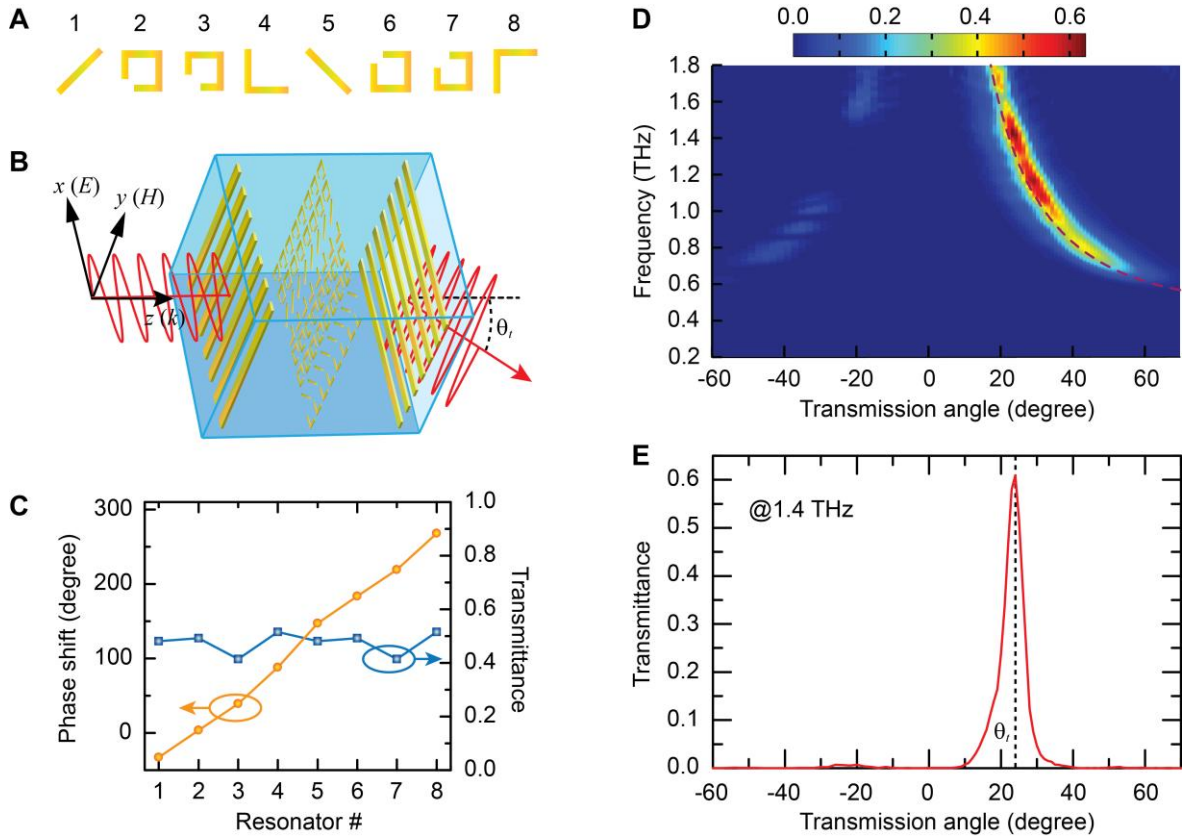 A
1 2 3 4 5 6 7 8
B
x (E)
y (H)
z (k)
θt
C
300
200
100
0
Phase shift (degree)
1.0
0.8
0.6
0.4
0.2
0.0
Transmittance
1 2 3 4 5 6 7 8
Resonator #
D
0.0 0.2 0.4 0.6
1.8
1.6
1.4
1.2
1.0
0.8
0.6
0.4
0.2
Frequency (THz)
-60 -40 -20 0 20 40 60
Transmission angle (degree)
E
@1.4 THz
0.6
0.5
0.4
0.3
0.2
0.1
0.0
Transmittance
θt
-60 -40 -20 0 20 40 60
Transmission angle (degree)